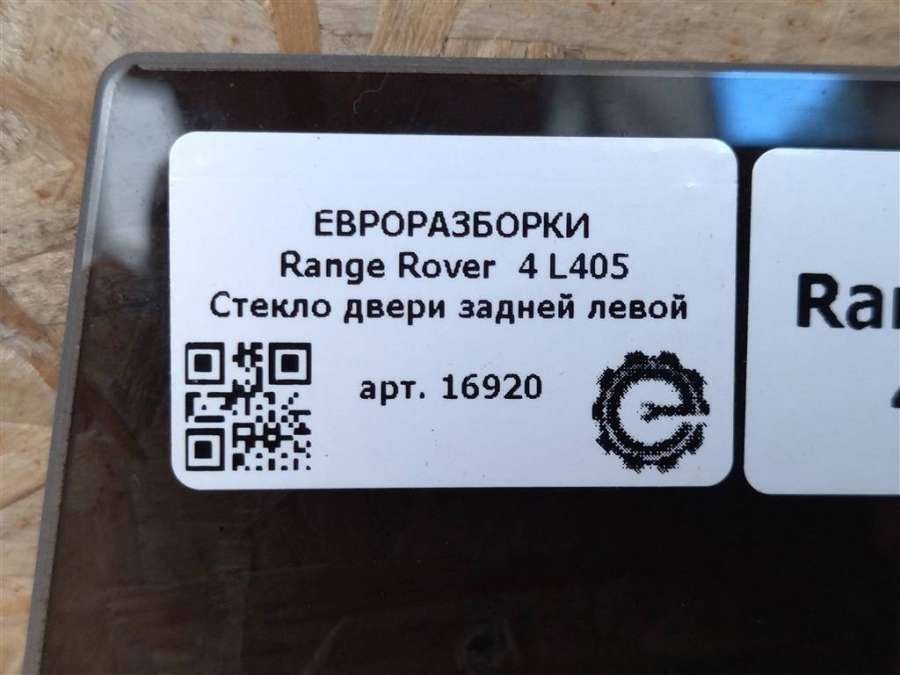 ЕВРОРАЗБОРКИ
Range Rover 4 L405
Стекло двери задней левой
арт. 16920